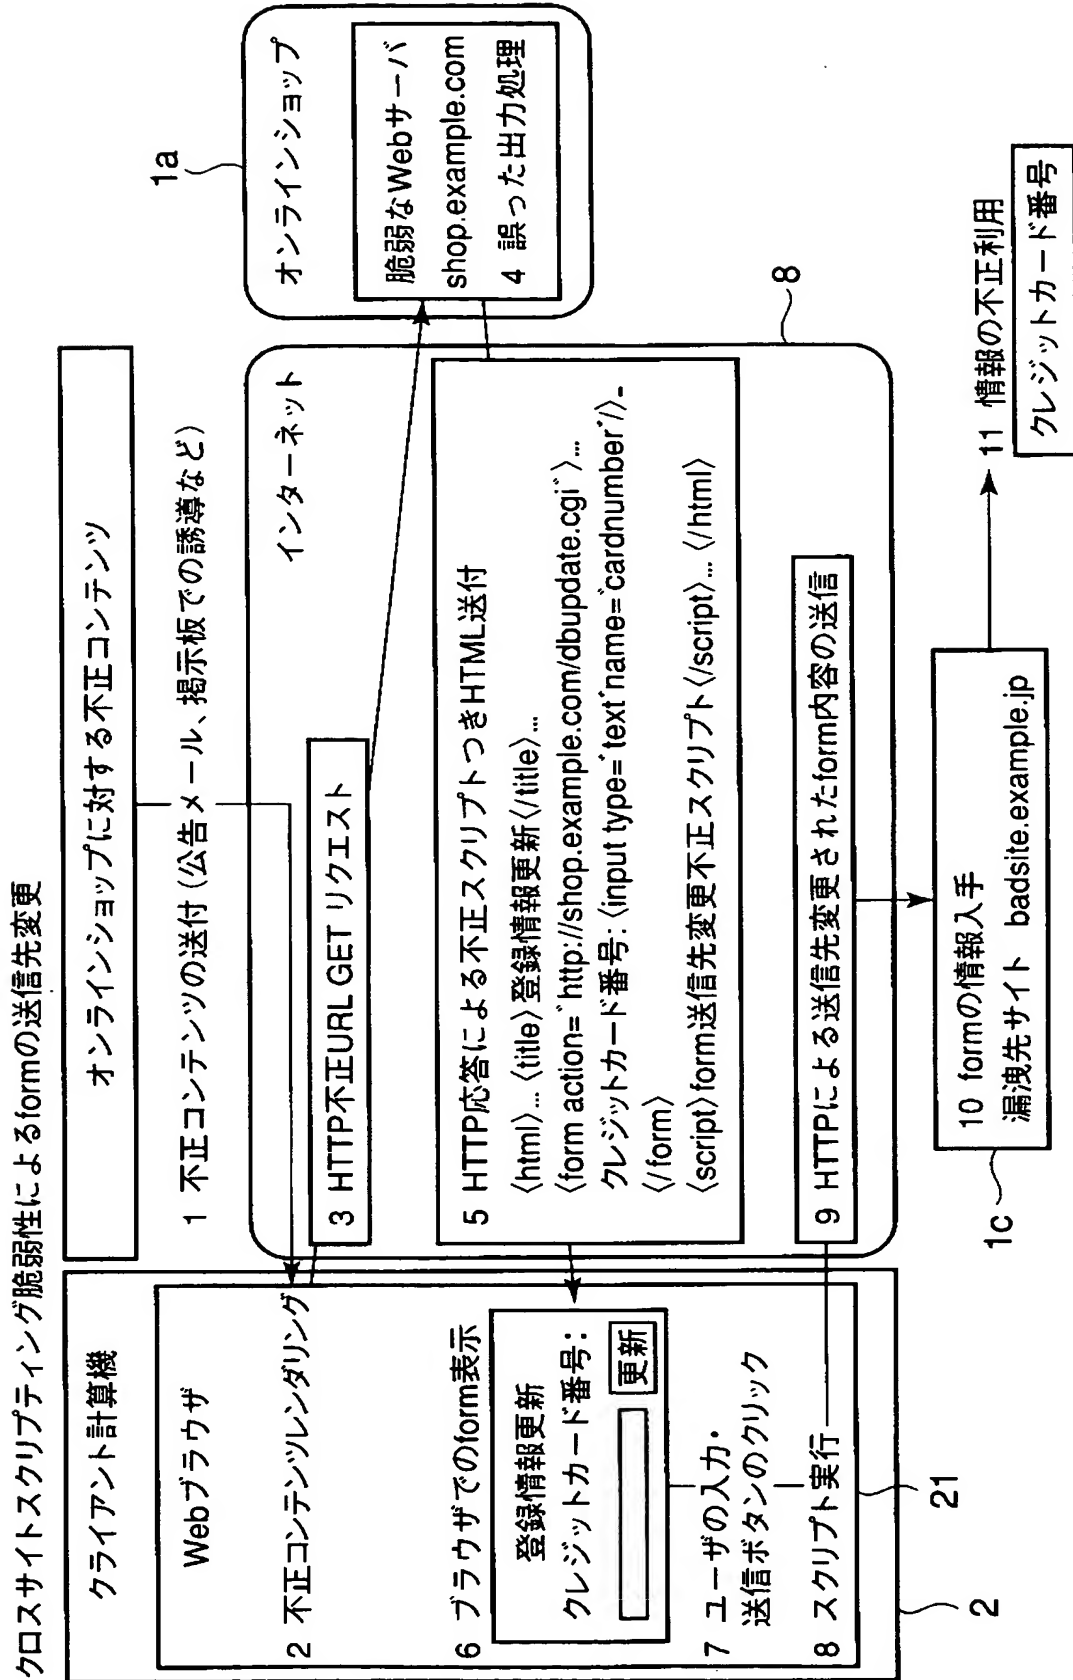 クロスサイトスクリプティング脆弱性によるformの送信先変更
オンラインショップに対する不正コンテンツ
1 不正コンテンツの送付(公告メール、掲示板での誘導など)
クライアント計算機
Webブラウザ
2 不正コンテンツレンダリング
インターネット
3 HTTP不正URL GET リクエスト
1a
オンラインショップ
脆弱なWebサーバ
shop.example.com
4 誤った出力処理
5 HTTP応答による不正スクリプトつきHTML送付
〈html〉... 〈title〉登録情報更新〈/title〉...
〈form action="http://shop.example.com/dbupdate.cgi"〉...
クレジットカード番号:〈input type="text"name="cardnumber"/〉...
〈/form〉
〈script〉form送信先変更不正スクリプト〈/script〉... 〈/html〉
6 ブラウザでのform表示
登録情報更新
クレジットカード番号:
更新
7 ユーザの入力・
送信ボタンのクリック
8 スクリプト実行
9 HTTPによる送信先変更されたform内容の送信
8
21
2
10 formの情報入手
漏洩先サイト badsite.example.jp
1c
11 情報の不正利用
クレジットカード番号